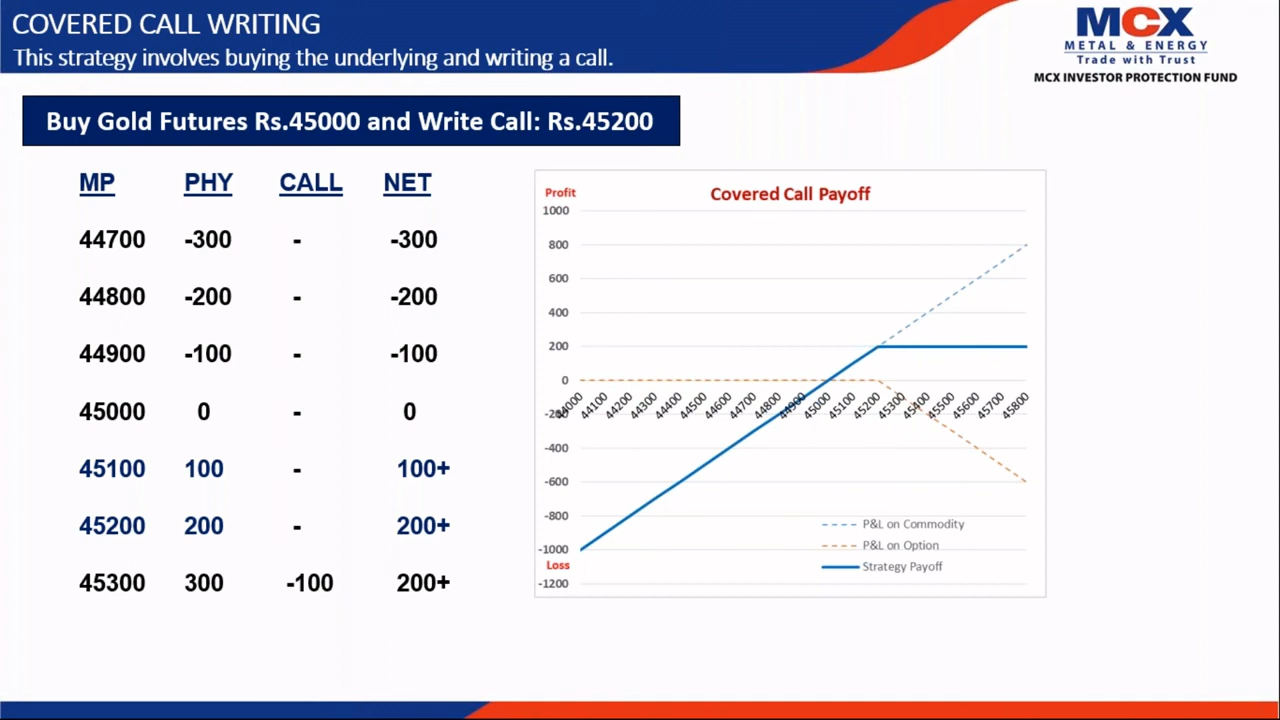 COVERED CALL WRITING
This strategy involves buying the underlying and writing a call.
MCX
METAL & ENERGY
Trade with Trust
MCX INVESTOR PROTECTION FUND
Buy Gold Futures Rs.45000 and Write Call: Rs.45200
MP PHY CALL NET
44700 -300 - -300
44800 -200 - -200
44900 -100 - -100
45000 0 - 0
45100 100 - 100+
45200 200 - 200+
45300 300 -100 200+
Covered Call Payoff
Profit
1000
800
600
400
200
0
-200
-400
-600
-800
-1000
Loss
-1200
44000 44100 44200 44300 44400 44500 44600 44700 44800 44900 45000 45100 45200 45300 45400 45500 45600 45700 45800
P&L on Commodity
P&L on Option
Strategy Payoff